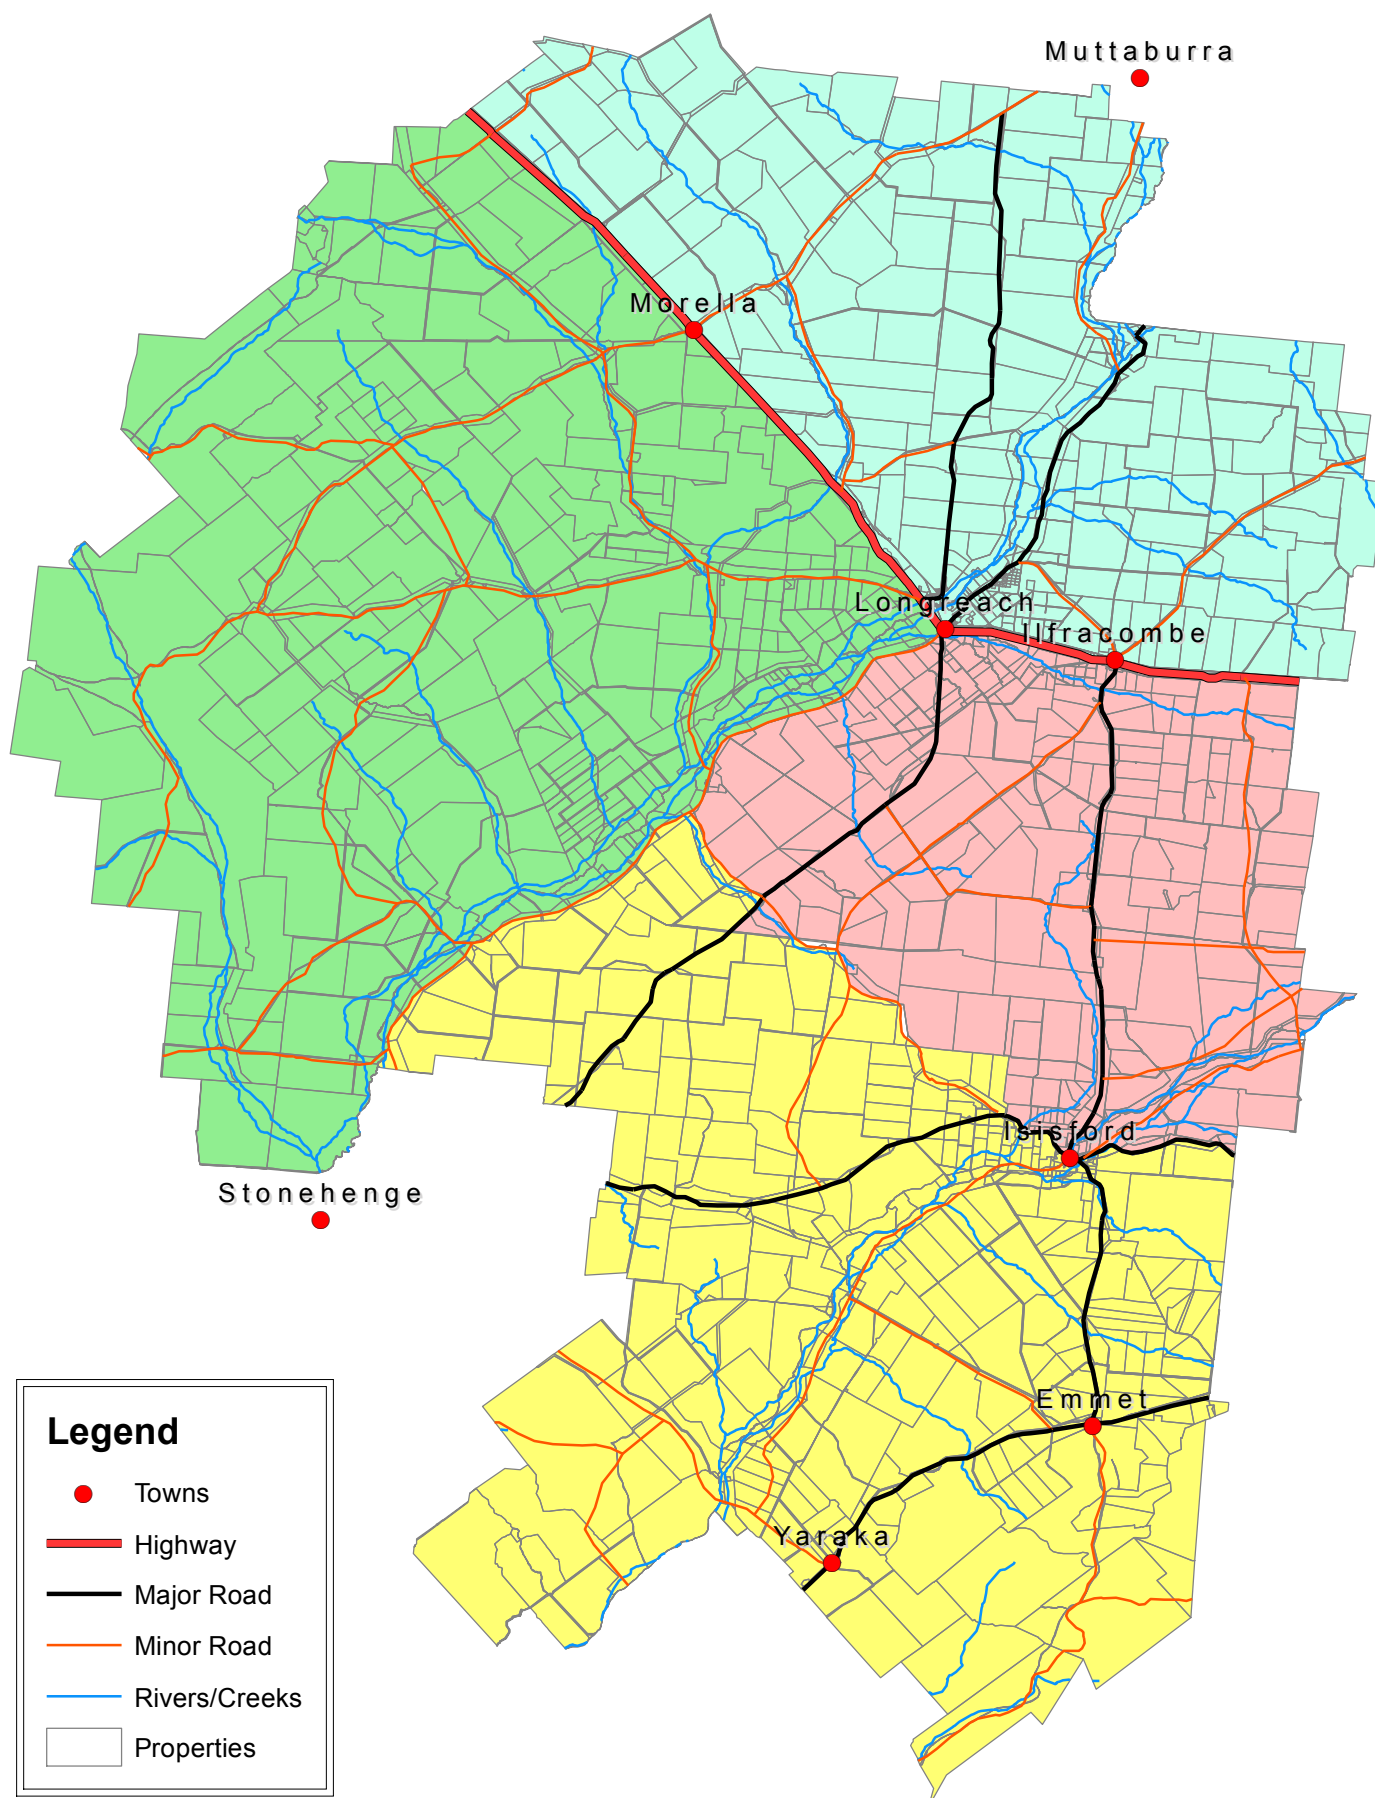 Muttaburra
Morella
Longreach
Ilfracombe
Isisford
Stonehenge
Emmet
Yaraka
Legend
Towns
Highway
Major Road
Minor Road
Rivers/Creeks
Properties